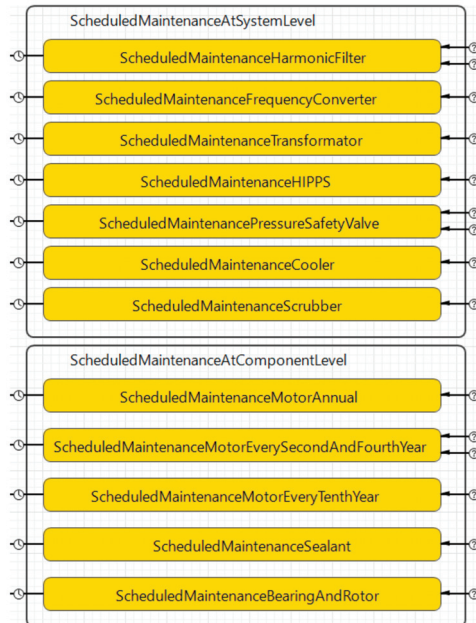 ScheduledMaintenanceAtSystemLevel
ScheduledMaintenanceHarmonicFilter
ScheduledMaintenanceFrequencyConverter
ScheduledMaintenanceTransformator
ScheduledMaintenanceHIPPS
ScheduledMaintenancePressureSafetyValve
ScheduledMaintenanceCooler
ScheduledMaintenanceScrubber
ScheduledMaintenanceAtComponentLevel
ScheduledMaintenanceMotorAnnual
ScheduledMaintenanceMotorEverySecondAndFourthYear
ScheduledMaintenanceMotorEveryTenthYear
ScheduledMaintenanceSealant
ScheduledMaintenanceBearingAndRotor